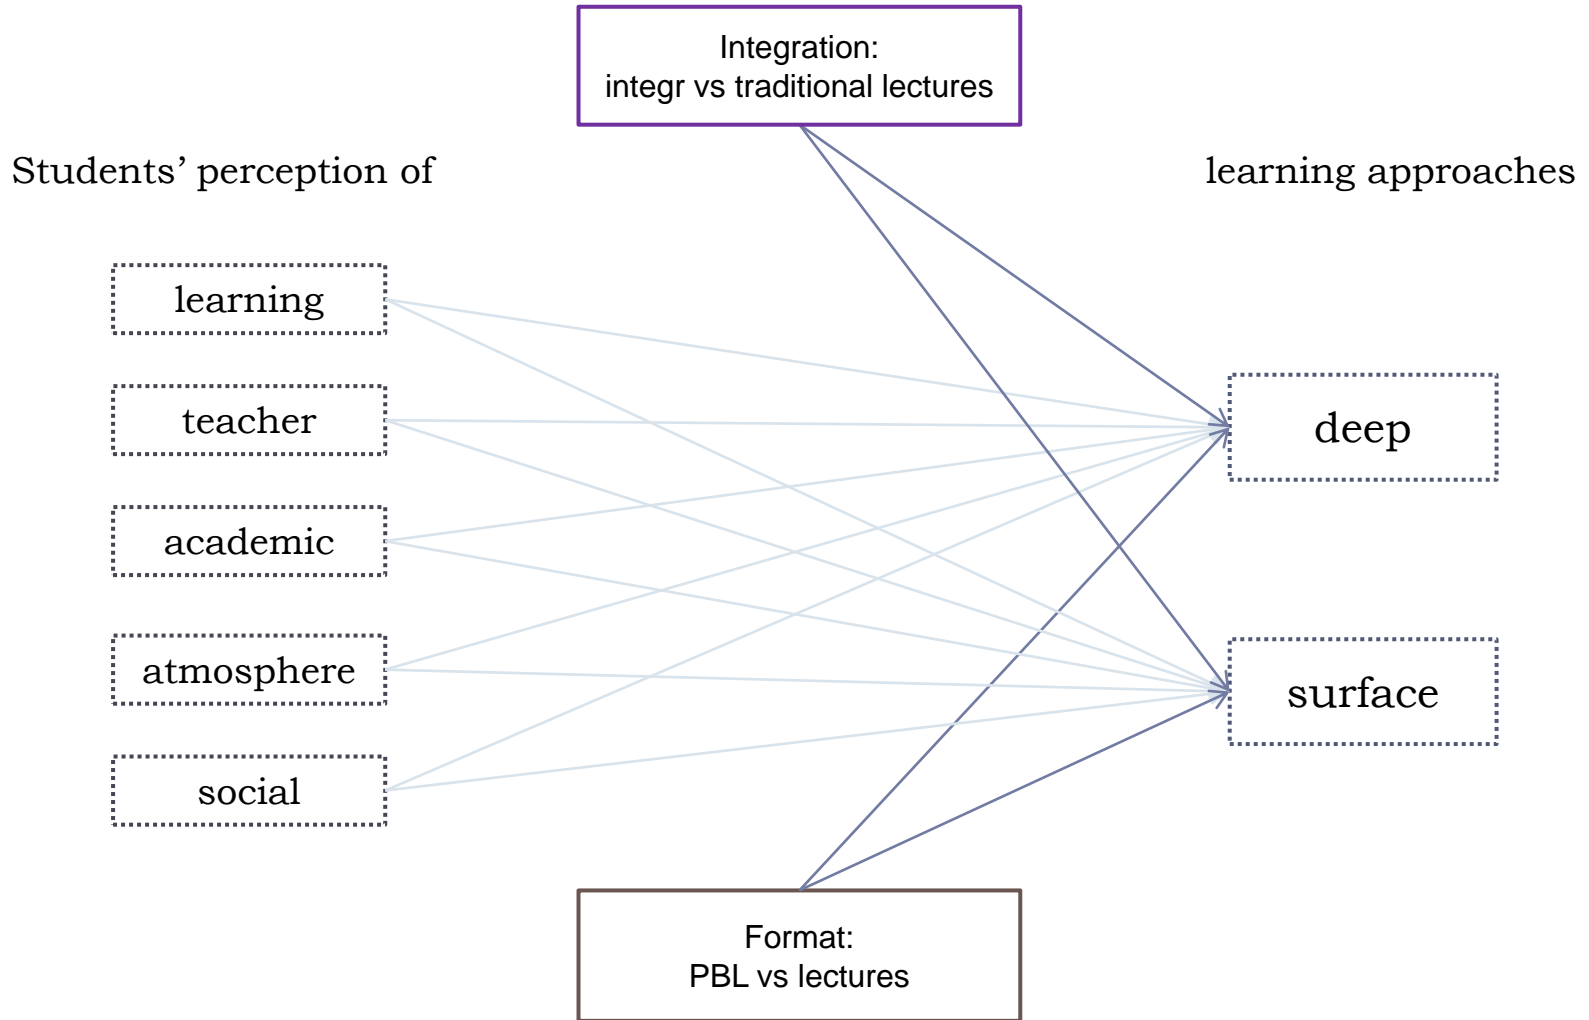 Integration:
integr vs traditional lectures
Students’ perception of
learning approaches
learning
teacher
academic
atmosphere
social
deep
surface
Format:
PBL vs lectures